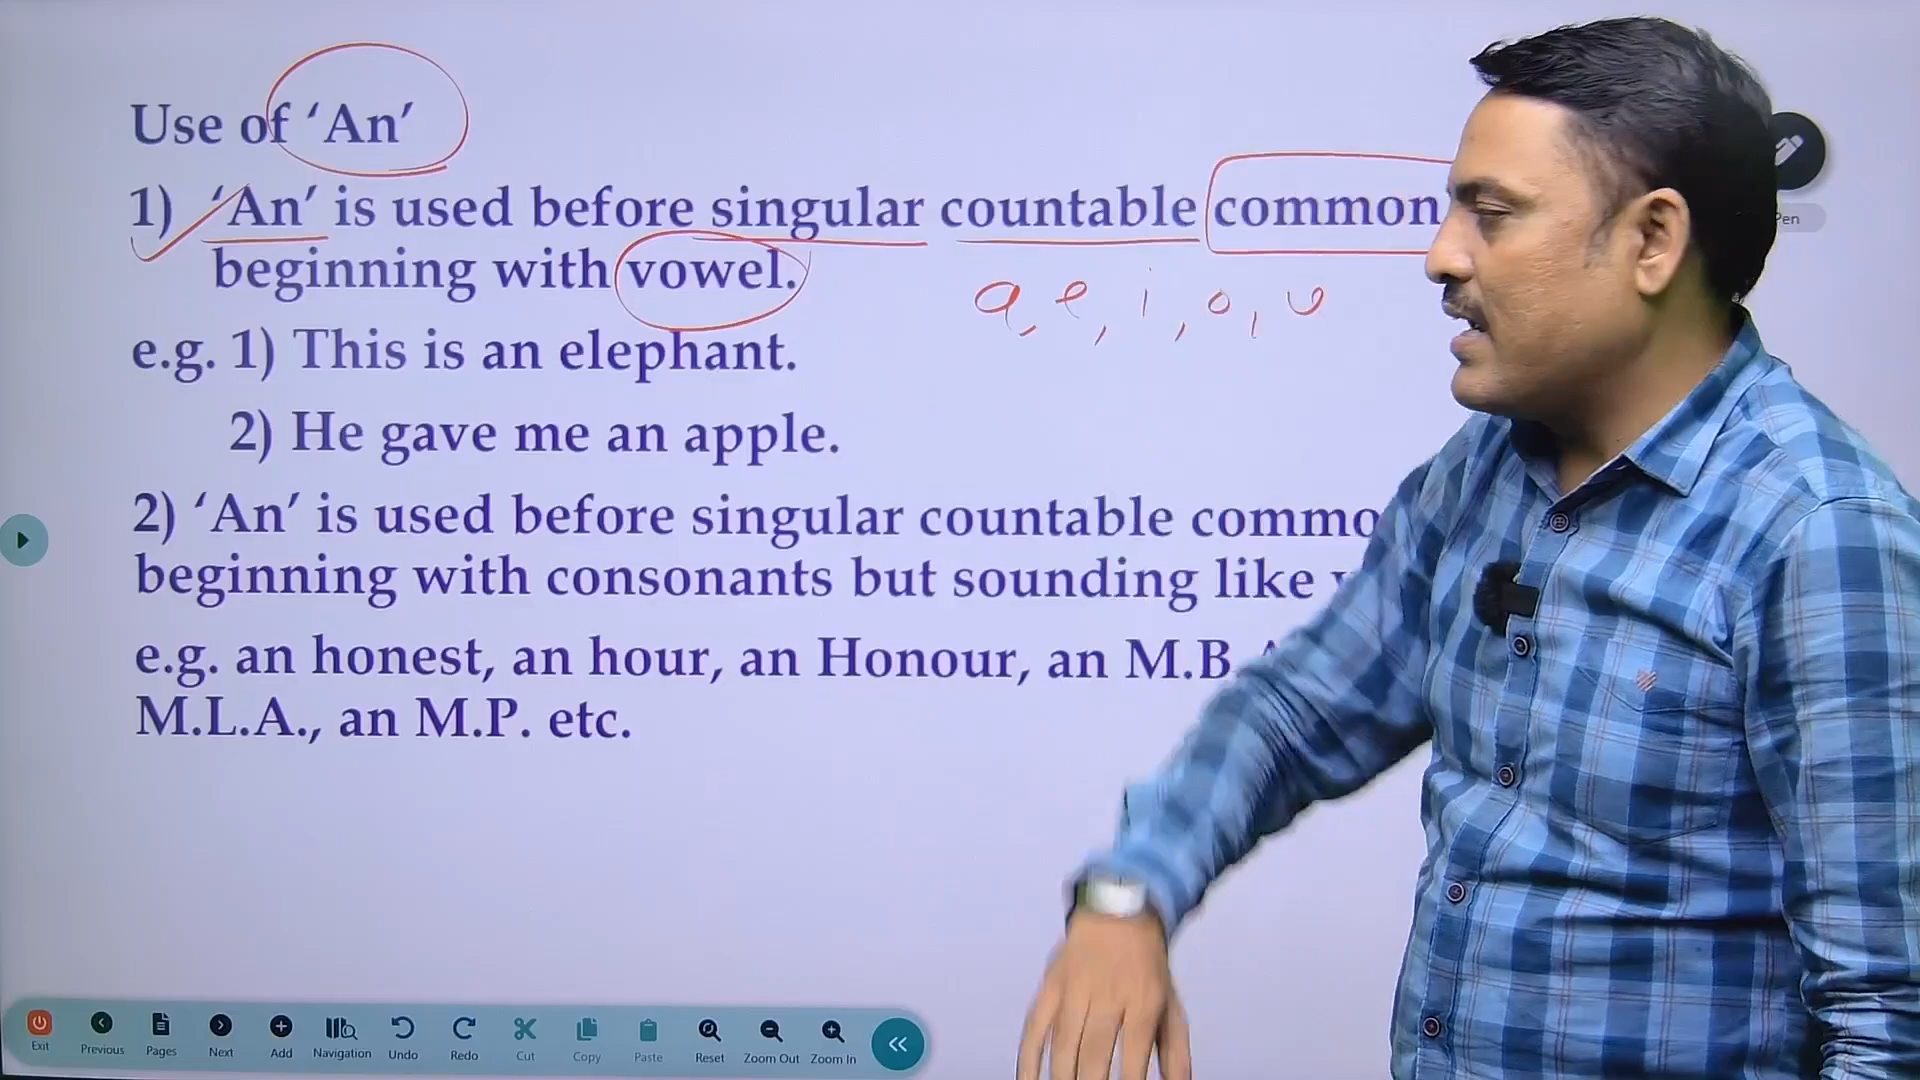 Use of ‘An’
1) ‘An’ is used before singular countable common
beginning with vowel.
a, e, i, o, u
e.g. 1) This is an elephant.
2) He gave me an apple.
2) ‘An’ is used before singular countable
beginning with consonants but sounding like
e.g. an honest, an hour, an Honour, an M.B.
M.L.A., an M.P. etc.
Pen
Exit Previous Pages Next Add Navigation Undo Redo Cut Copy Paste Reset Zoom Out Zoom In